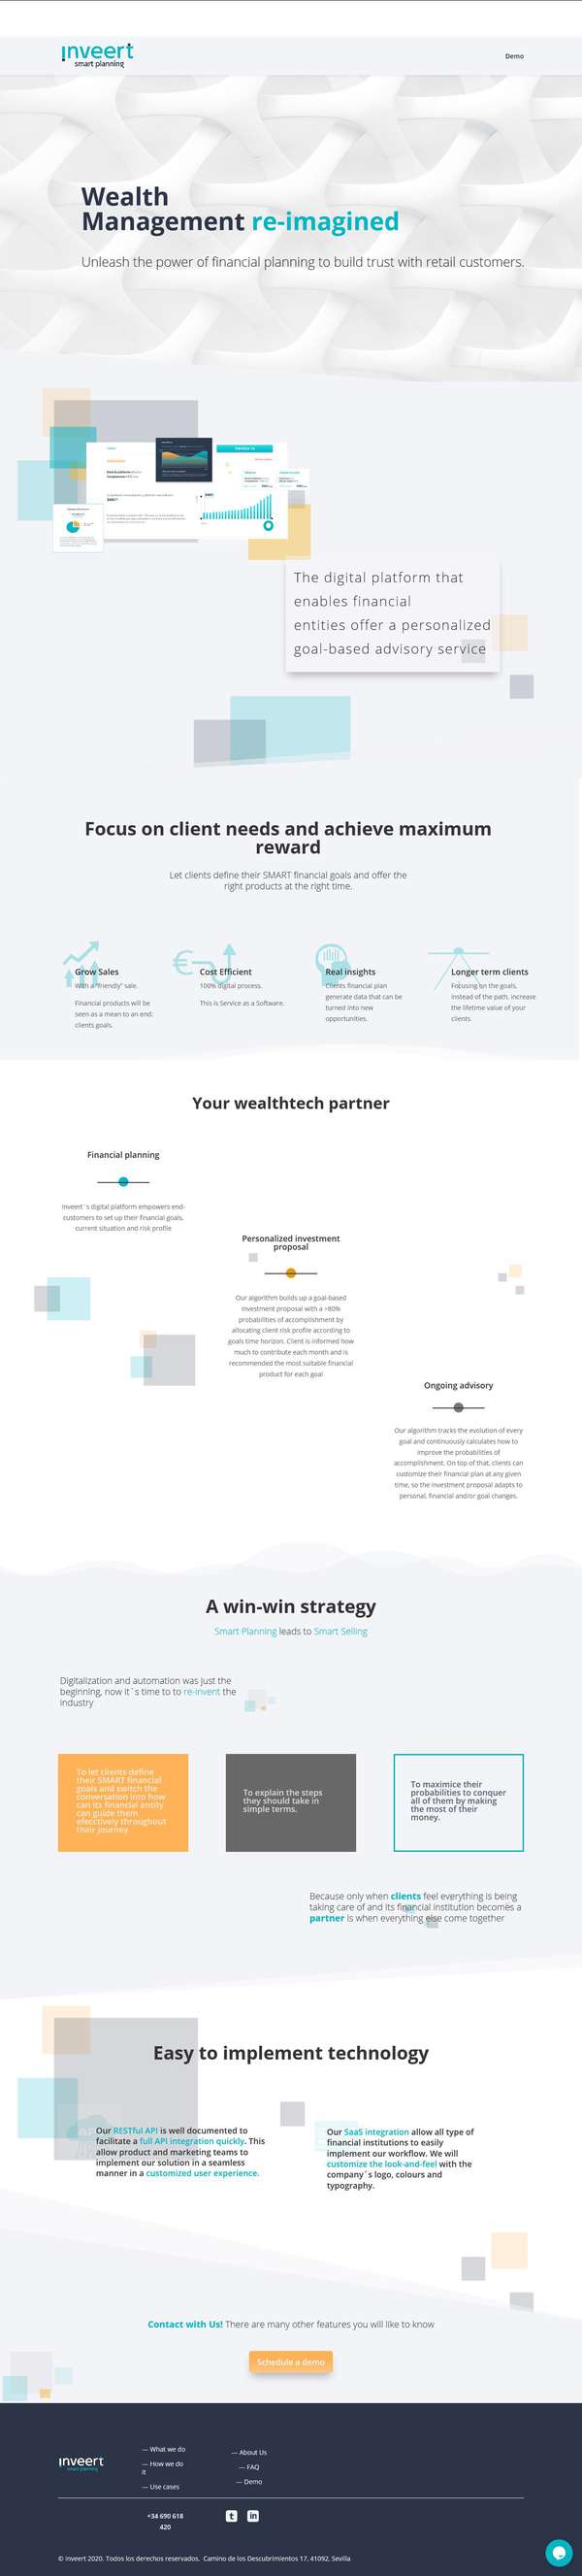 inveert
smart planning
Demo
Wealth
Management re-imagined
Unleash the power of financial planning to build trust with retail customers.
The digital platform that
enables financial
entities offer a personalized
goal-based advisory service
Focus on client needs and achieve maximum
reward
Let clients define their SMART financial goals and offer the
right products at the right time.
Grow Sales
With a "friendly" sale.
Financial products will be
seen as a mean to an end:
clients goals.
Cost Efficient
100% digital process.
This is Service as a Software.
Real insights
Clients financial plan
generate data that can be
turned into new
opportunities.
Longer term clients
Focusing on the goals,
instead of the path, increase
the lifetime value of your
clients.
Your wealthtech partner
Financial planning
Inveert´s digital platform empowers end-
customers to set up their financial goals,
current situation and risk profile
Personalized investment
proposal
Our algorithm builds up a goal-based
investment proposal with a >80%
probabilities of accomplishment by
allocating client risk profile according to
goals time horizon. Client is informed how
much to contribute each month and is
recommended the most suitable financial
product for each goal
Ongoing advisory
Our algorithm tracks the evolution of every
goal and continuously calculates how to
improve the probabilities of
accomplishment. On top of that, clients can
customize their financial plan at any given
time, so the investment proposal adapts to
personal, financial and/or goal changes.
A win-win strategy
Smart Planning leads to Smart Selling
Digitalization and automation was just the
beginning, now it´s time to to re-invent the
industry
To let clients define
their SMART financial
goals and switch the
conversation into how
can its financial entity
can guide them
efecctively throughout
their journey.
To explain the steps
they should take in
simple terms.
To maximice their
probabilities to conquer
all of them by making
the most of their
money.
Because only when clients feel everything is being
taking care of and its financial institution becomes a
partner is when everything else come together
Easy to implement technology
Our RESTful API is well documented to
facilitate a full API integration quickly. This
allow product and marketing teams to
implement our solution in a seamless
manner in a customized user experience.
Our SaaS integration allow all type of
financial institutions to easily
implement our workflow. We will
customize the look-and-feel with the
company´s logo, colours and
typography.
Contact with Us! There are many other features you will like to know
Schedule a demo
inveert
smart planning
— What we do
— How we do
it
— Use cases
— About Us
— FAQ
— Demo
+34 690 618
420
© Inveert 2020. Todos los derechos reservados. Camino de los Descubrimientos 17, 41092, Sevilla